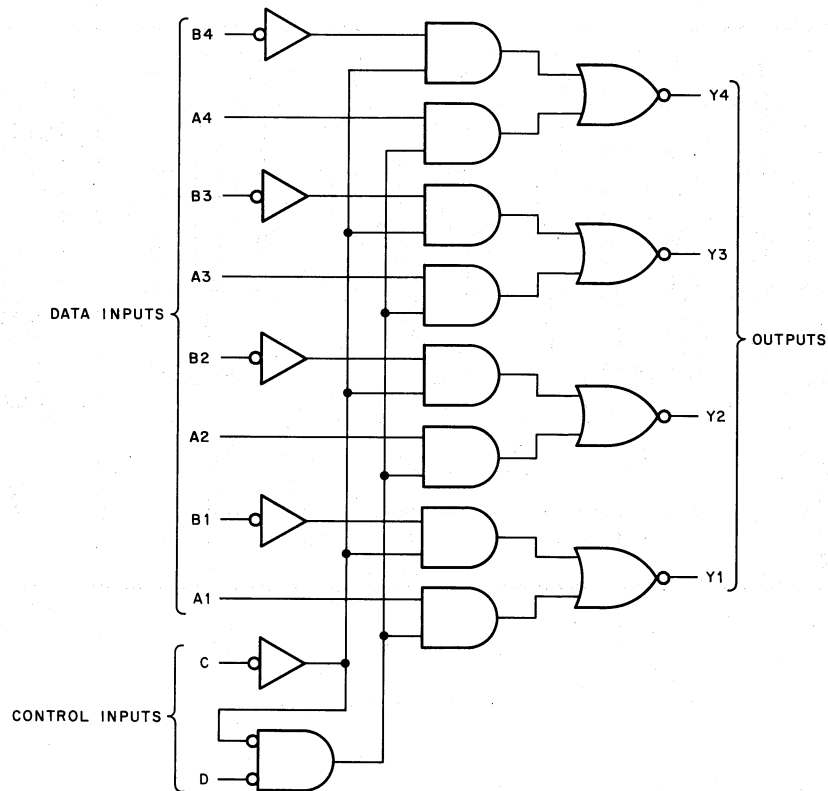 B4
Y4
A4
B3
Y3
A3
DATA INPUTS
OUTPUTS
B2
Y2
A2
B1
Y1
A1
C
CONTROL INPUTS
D